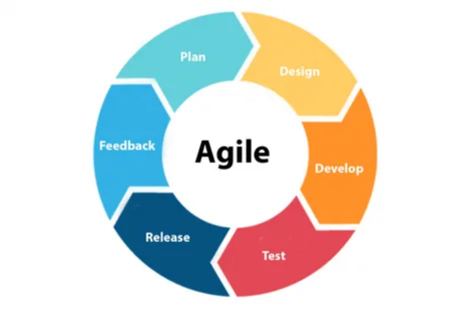 Plan
Design
Develop
Test
Release
Feedback
Agile